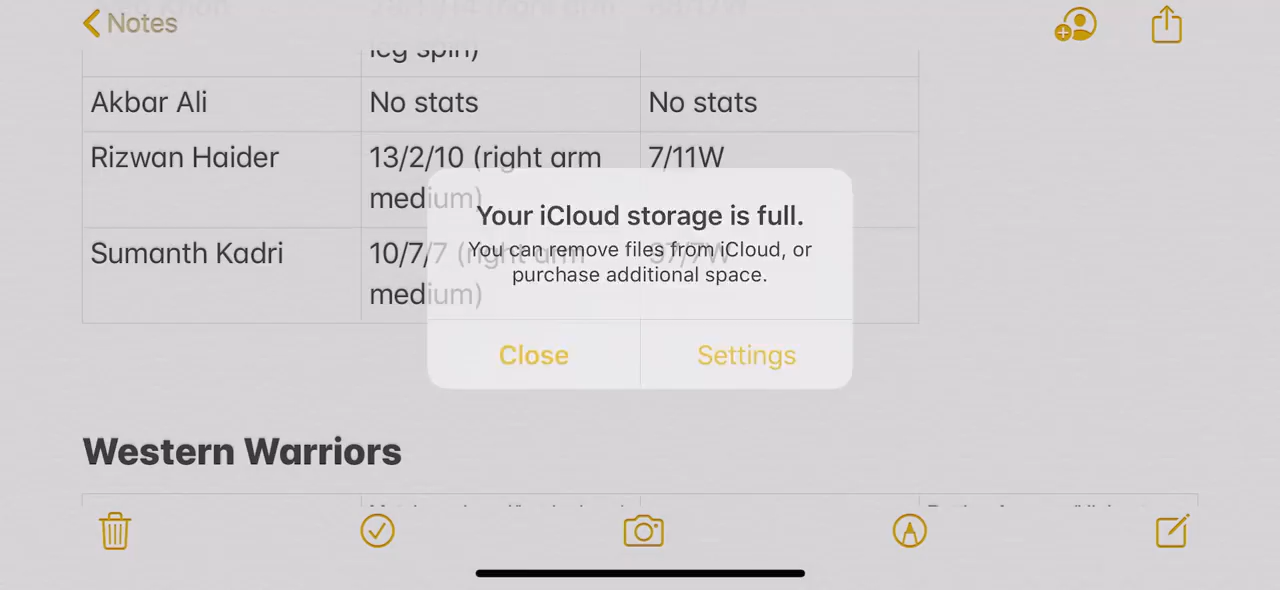 Notes
leg spin)
Akbar Ali
No stats
No stats
Rizwan Haider
13/2/10 (right arm
medium)
7/11W
Sumanth Kadri
10/7/7 (right arm
medium)
Your iCloud storage is full.
You can remove files from iCloud, or
purchase additional space.
Close
Settings
Western Warriors